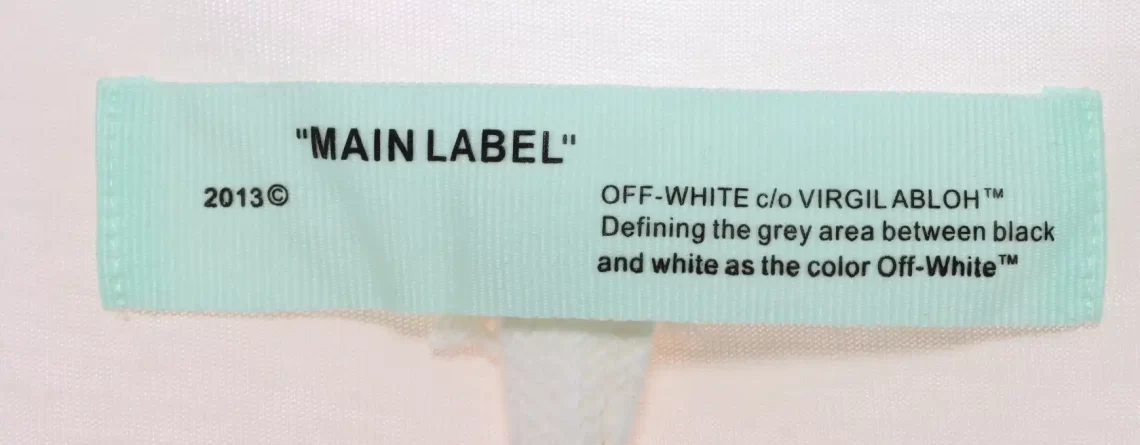 "MAIN LABEL"
2013© OFF-WHITE c/o VIRGIL ABLOH™
Defining the grey area between black
and white as the color Off-White™